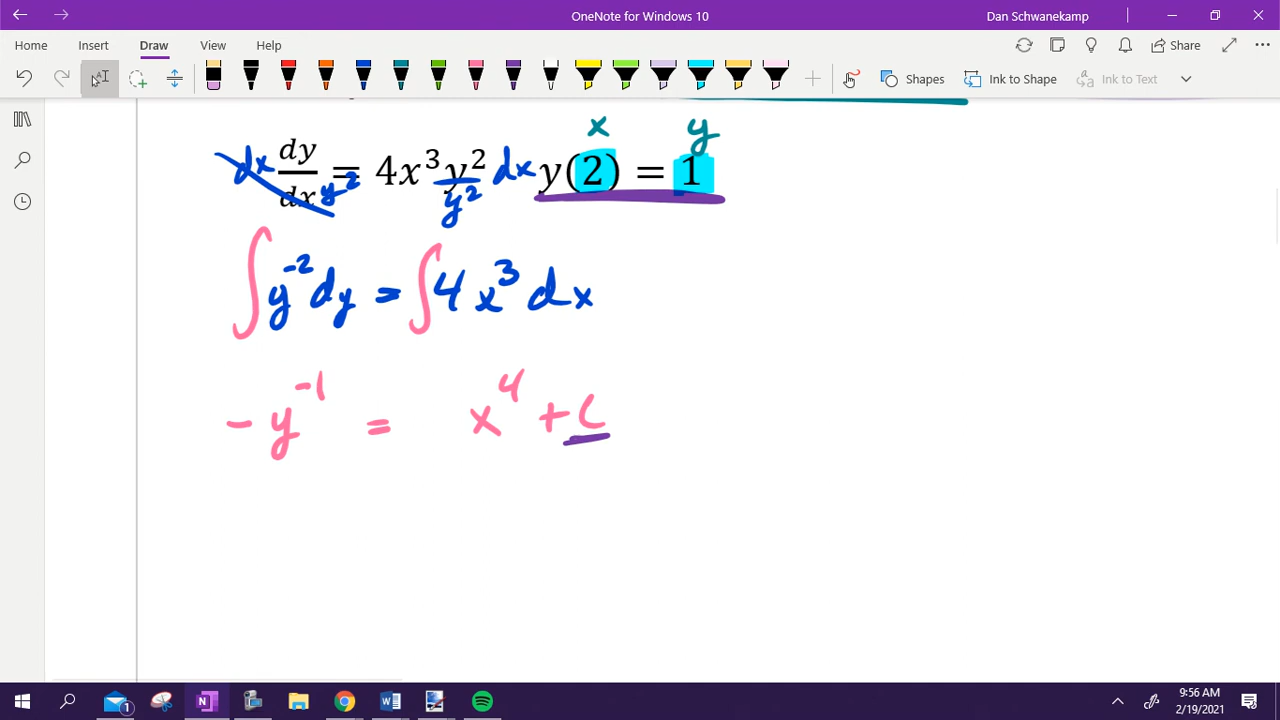 OneNote for Windows 10
Dan Schwanekamp
Home Insert Draw View Help
Share
Shapes Ink to Shape Ink to Text
x y
dx dy/dx y² = 4x³y²/y² dx y(2) = 1
∫ y⁻² dy = ∫ 4x³ dx
- y⁻¹ = x⁴ + C
9:56 AM
2/19/2021
1